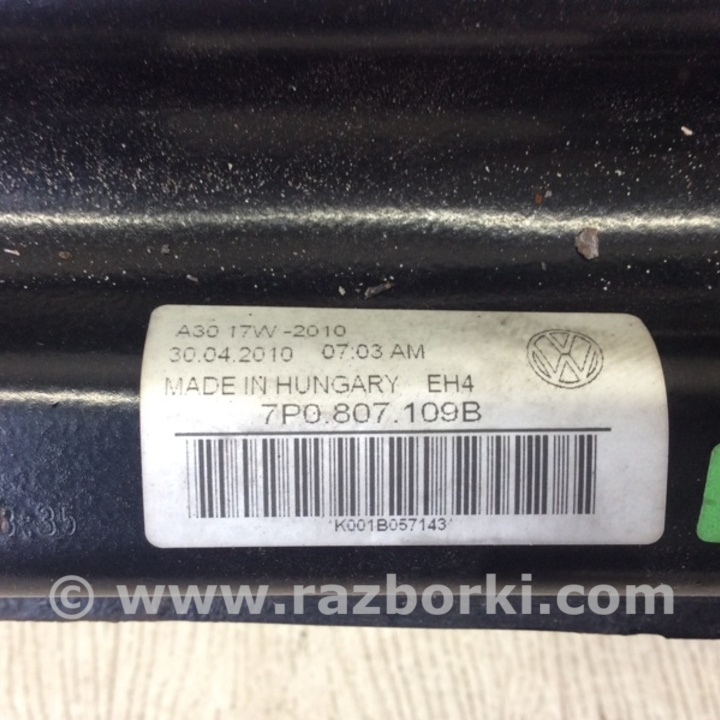 A30 17W -2010
30.04.2010 07:03 AM
MADE IN HUNGARY EH4
7P0.807.109B
*K001B057143*
© www.razborki.com